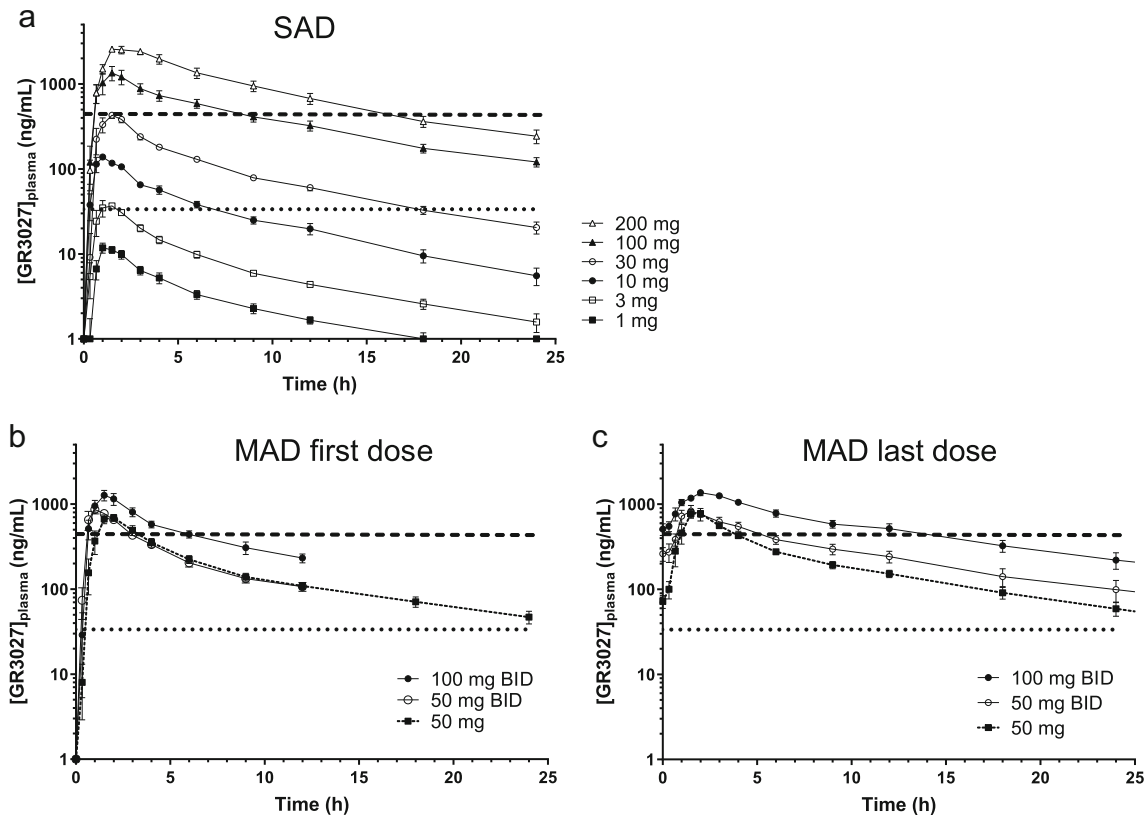 a
SAD
[GR3027]plasma (ng/mL)
1000
100
10
1
0 5 10 15 20 25
Time (h)
200 mg
100 mg
30 mg
10 mg
3 mg
1 mg
b
MAD first dose
[GR3027]plasma (ng/mL)
1000
100
10
1
0 5 10 15 20 25
Time (h)
100 mg BID
50 mg BID
50 mg
c
MAD last dose
[GR3027]plasma (ng/mL)
1000
100
10
1
0 5 10 15 20 25
Time (h)
100 mg BID
50 mg BID
50 mg